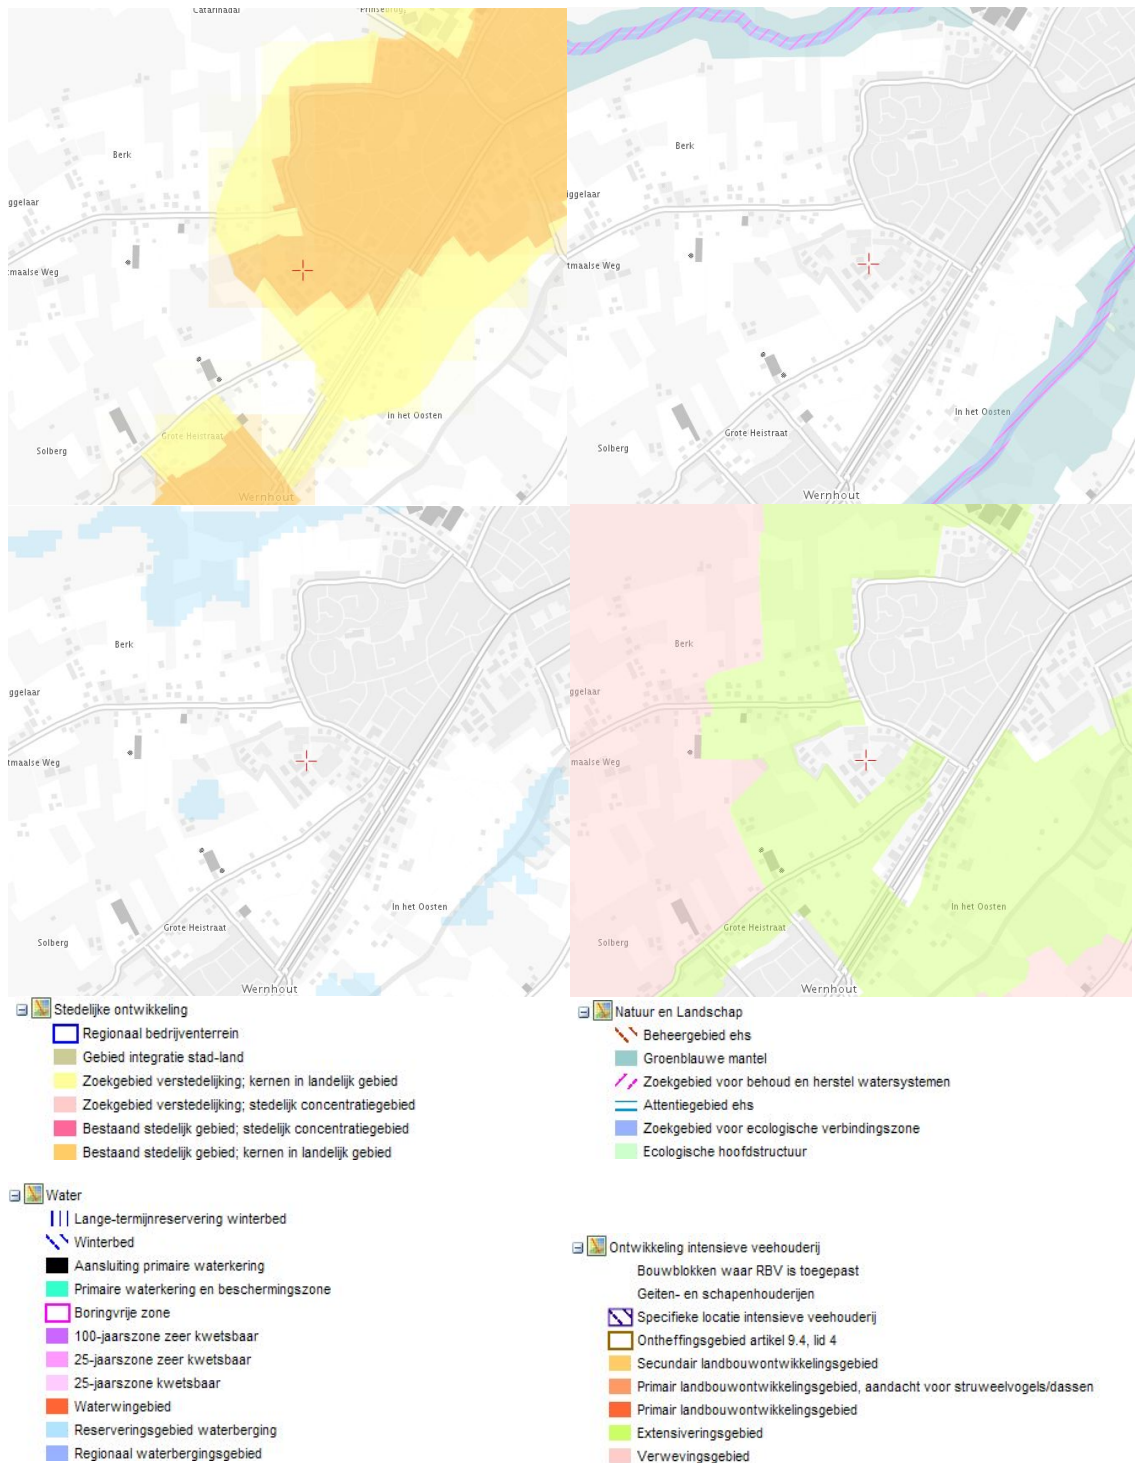 Catarinadal
Prinsebrug
Berk
ggelaar
tmaalse Weg
In het Oosten
Grote Heistraat
Solberg
Wernhout
Berk
iggelaar
tmaalse Weg
In het Oosten
Grote Heistraat
Solberg
Wernhout
Berk
ggelaar
tmaalse Weg
In het Oosten
Grote Heistraat
Solberg
Wernhout
Berk
ggelaar
maalse Weg
In het Oosten
Grote Heistraat
Solberg
Wernhout
Stedelijke ontwikkeling
Regionaal bedrijventerrein
Gebied integratie stad-land
Zoekgebied verstedelijking; kernen in landelijk gebied
Zoekgebied verstedelijking; stedelijk concentratiegebied
Bestaand stedelijk gebied; stedelijk concentratiegebied
Bestaand stedelijk gebied; kernen in landelijk gebied
Natuur en Landschap
Beheergebied ehs
Groenblauwe mantel
Zoekgebied voor behoud en herstel watersystemen
Attentiegebied ehs
Zoekgebied voor ecologische verbindingszone
Ecologische hoofdstructuur
Water
Lange-termijnreservering winterbed
Winterbed
Aansluiting primaire waterkering
Primaire waterkering en beschermingszone
Boringvrije zone
100-jaarszone zeer kwetsbaar
25-jaarszone zeer kwetsbaar
25-jaarszone kwetsbaar
Waterwingebied
Reserveringsgebied waterberging
Regionaal waterbergingsgebied
Ontwikkeling intensieve veehouderij
Bouwblokken waar RBV is toegepast
Geiten- en schapenhouderijen
Specifieke locatie intensieve veehouderij
Ontheffingsgebied artikel 9.4, lid 4
Secundair landbouwontwikkelingsgebied
Primair landbouwontwikkelingsgebied, aandacht voor struweelvogels/dassen
Primair landbouwontwikkelingsgebied
Extensiveringsgebied
Verwevingsgebied